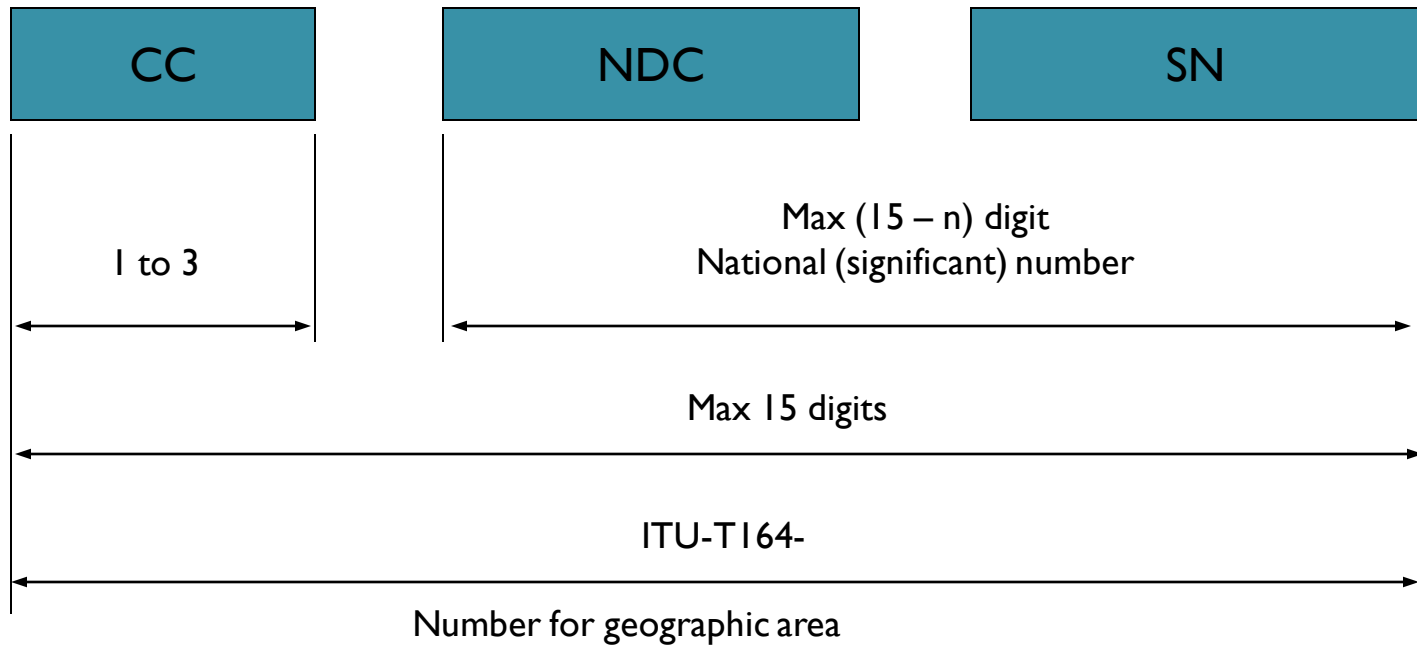 CC
NDC
SN
1 to 3
Max (15 – n) digit
National (significant) number
Max 15 digits
ITU-T164-
Number for geographic area